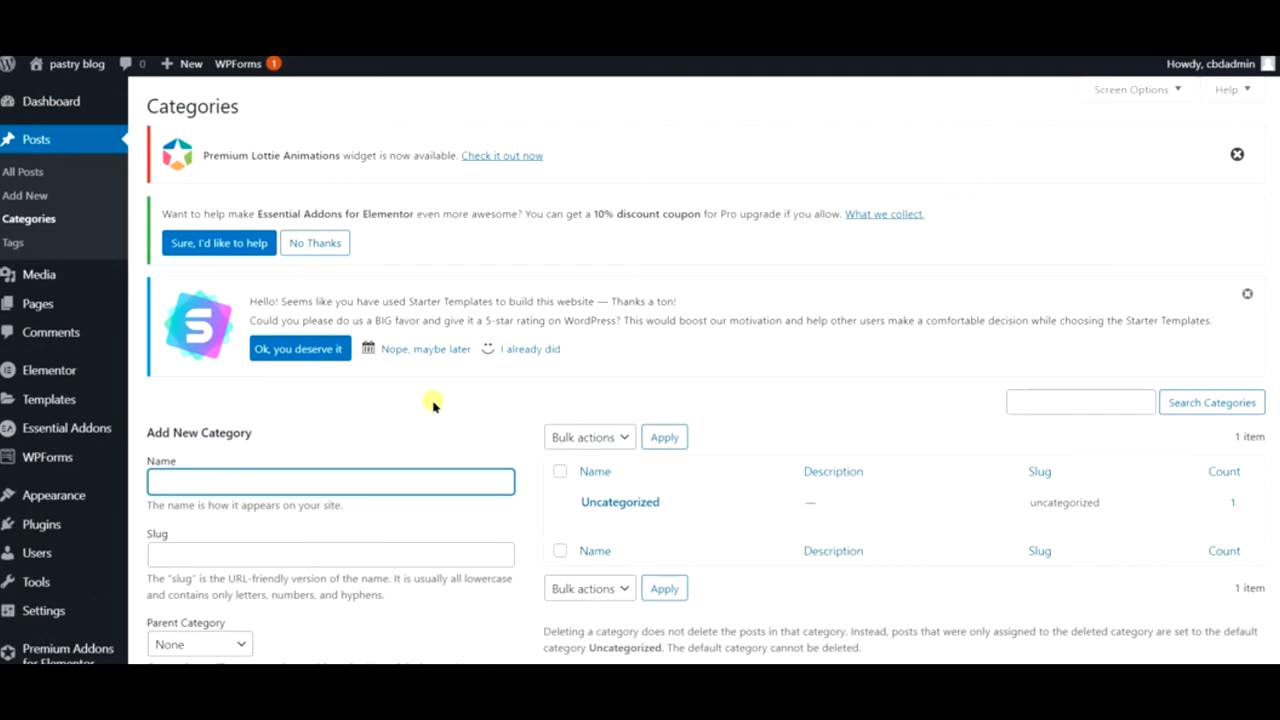 pastry blog 0 New WPForms 1 Howdy, cbdadmin
Screen Options Help
Dashboard
Posts
All Posts
Add New
Categories
Tags
Media
Pages
Comments
Elementor
Templates
Essential Addons
WPForms
Appearance
Plugins
Users
Tools
Settings
Premium Addons
for Elementor
Categories
Premium Lottie Animations widget is now available. Check it out now
Want to help make Essential Addons for Elementor even more awesome? You can get a 10% discount coupon for Pro upgrade if you allow. What we collect.
Sure, I'd like to help No Thanks
Hello! Seems like you have used Starter Templates to build this website — Thanks a ton!
Could you please do us a BIG favor and give it a 5-star rating on WordPress? This would boost our motivation and help other users make a comfortable decision while choosing the Starter Templates.
Ok, you deserve it Nope, maybe later I already did
Search Categories
Add New Category
Name
The name is how it appears on your site.
Slug
The "slug" is the URL-friendly version of the name. It is usually all lowercase
and contains only letters, numbers, and hyphens.
Parent Category
None
Bulk actions Apply 1 item
Name Description Slug Count
Uncategorized — uncategorized 1
Name Description Slug Count
Bulk actions Apply 1 item
Deleting a category does not delete the posts in that category. Instead, posts that were only assigned to the deleted category are set to the default
category Uncategorized. The default category cannot be deleted.